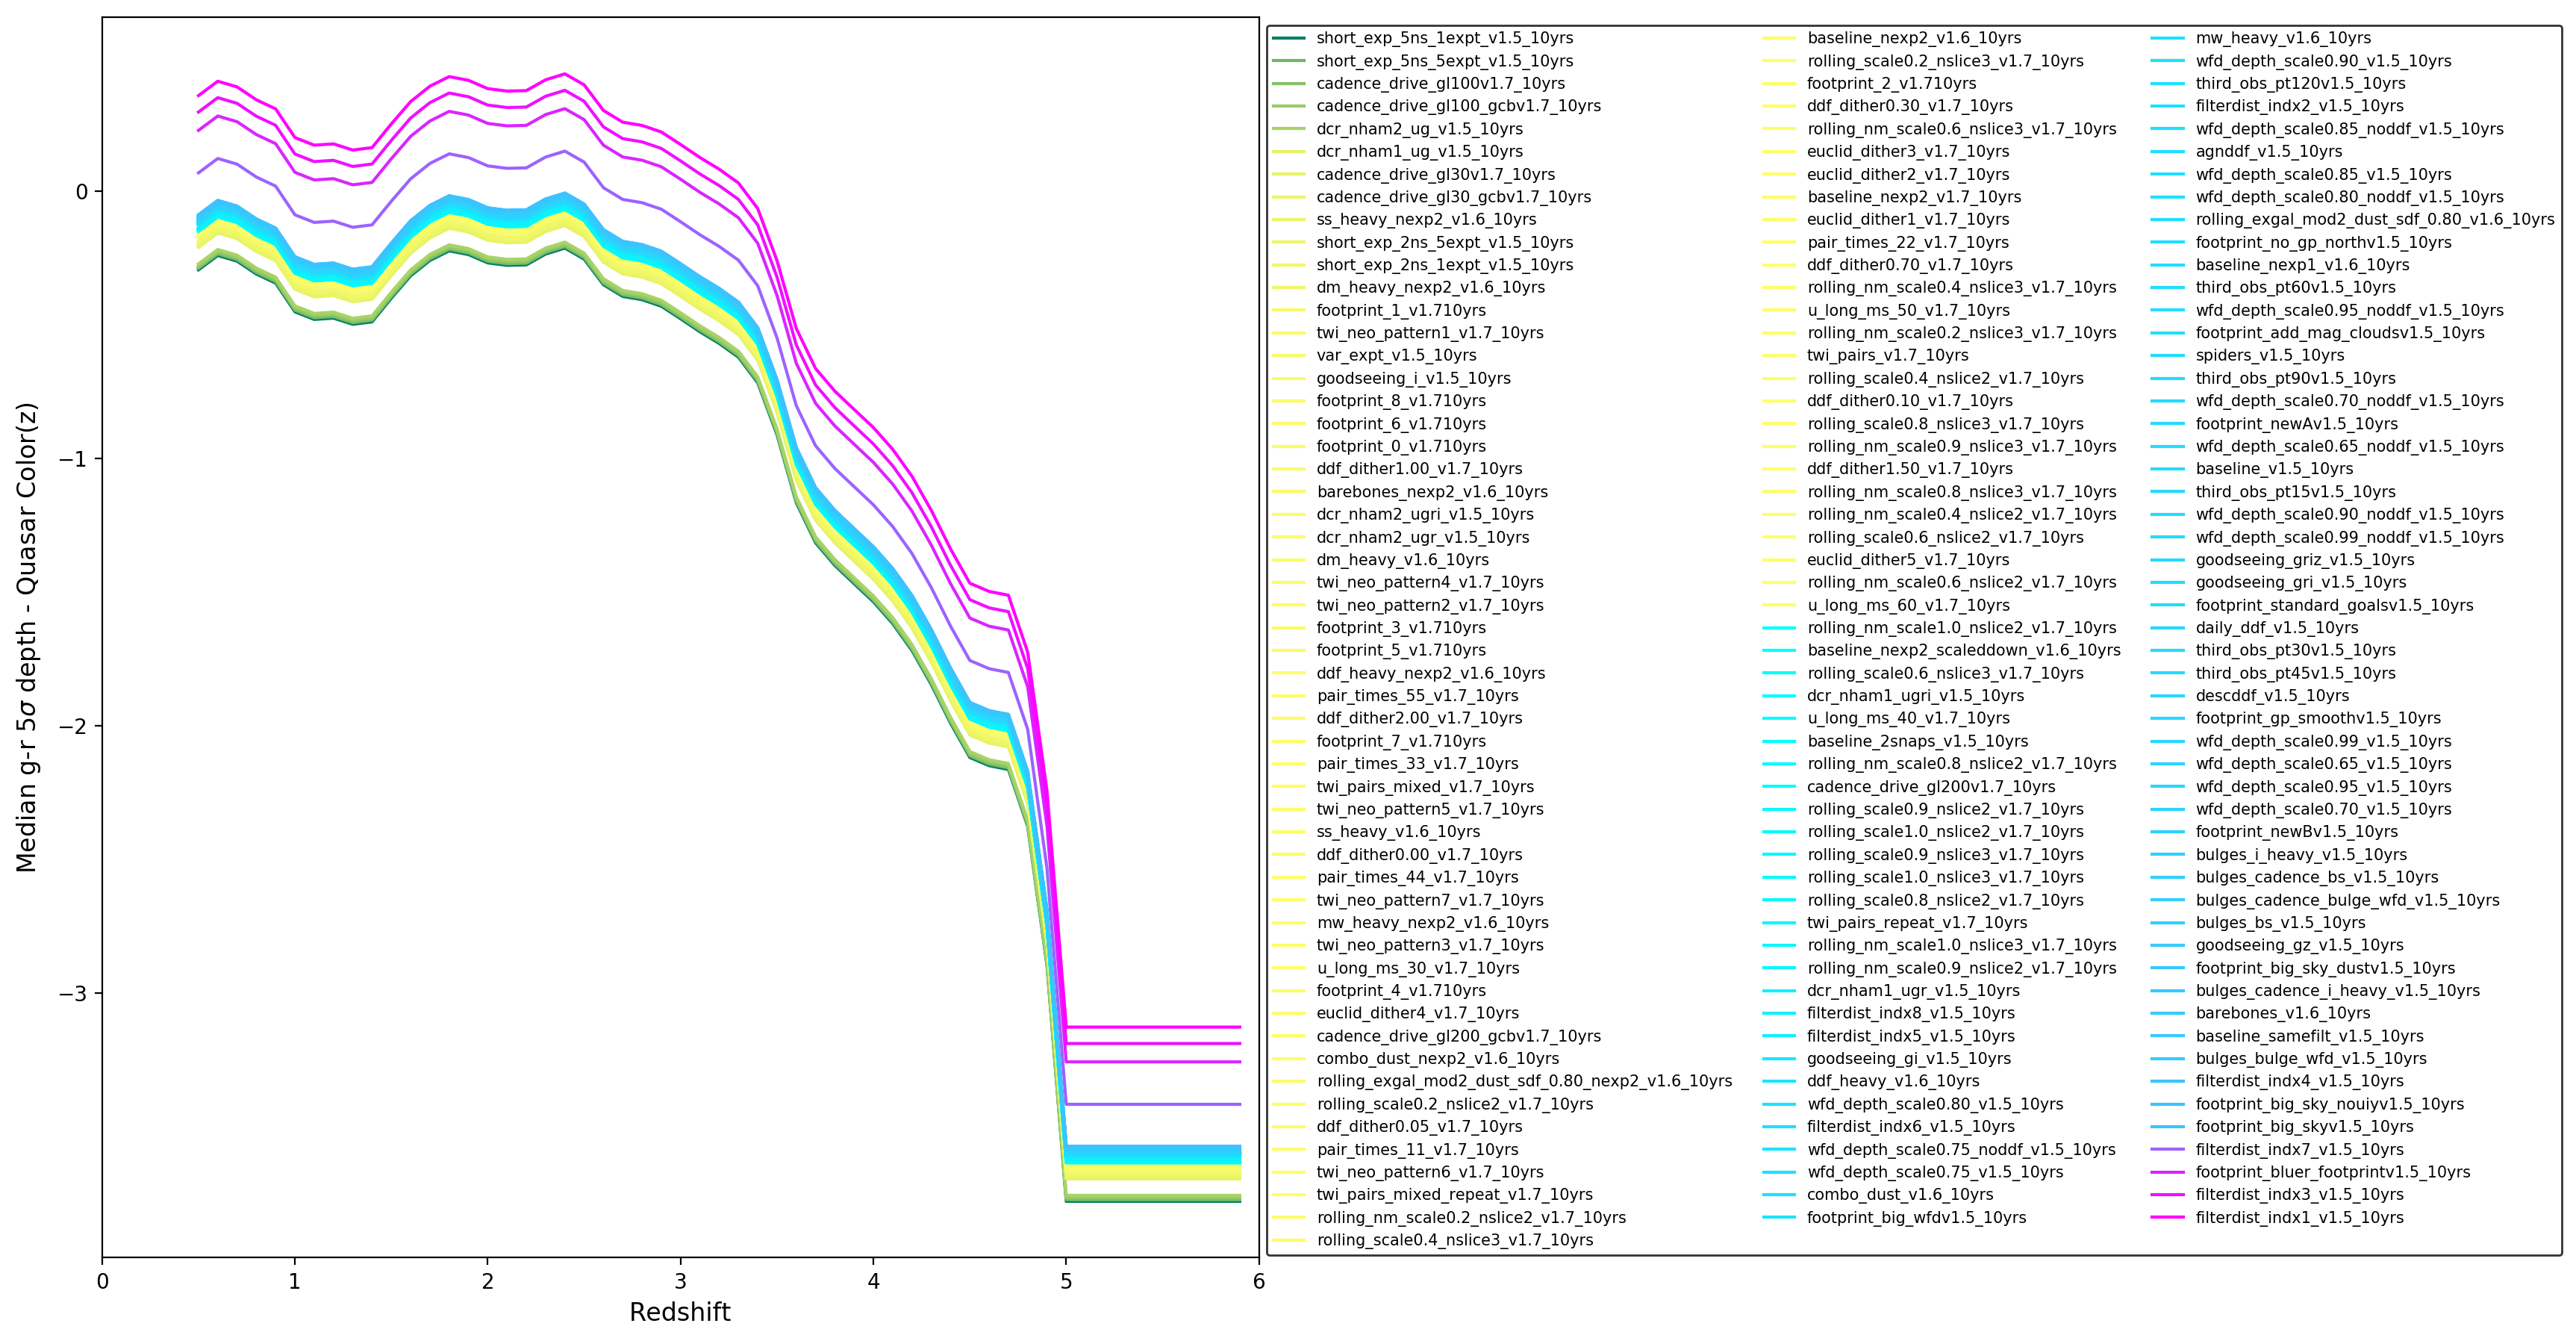 Median g-r 5σ depth - Quasar Color(z)
0
−1
−2
−3
0
1
2
3
4
5
6
Redshift
short_exp_5ns_1expt_v1.5_10yrs
short_exp_5ns_5expt_v1.5_10yrs
cadence_drive_gl100v1.7_10yrs
cadence_drive_gl100_gcbv1.7_10yrs
dcr_nham2_ug_v1.5_10yrs
dcr_nham1_ug_v1.5_10yrs
cadence_drive_gl30v1.7_10yrs
cadence_drive_gl30_gcbv1.7_10yrs
ss_heavy_nexp2_v1.6_10yrs
short_exp_2ns_5expt_v1.5_10yrs
short_exp_2ns_1expt_v1.5_10yrs
dm_heavy_nexp2_v1.6_10yrs
footprint_1_v1.710yrs
twi_neo_pattern1_v1.7_10yrs
var_expt_v1.5_10yrs
goodseeing_i_v1.5_10yrs
footprint_8_v1.710yrs
footprint_6_v1.710yrs
footprint_0_v1.710yrs
ddf_dither1.00_v1.7_10yrs
barebones_nexp2_v1.6_10yrs
dcr_nham2_ugri_v1.5_10yrs
dcr_nham2_ugr_v1.5_10yrs
dm_heavy_v1.6_10yrs
twi_neo_pattern4_v1.7_10yrs
twi_neo_pattern2_v1.7_10yrs
footprint_3_v1.710yrs
footprint_5_v1.710yrs
ddf_heavy_nexp2_v1.6_10yrs
pair_times_55_v1.7_10yrs
ddf_dither2.00_v1.7_10yrs
footprint_7_v1.710yrs
pair_times_33_v1.7_10yrs
twi_pairs_mixed_v1.7_10yrs
twi_neo_pattern5_v1.7_10yrs
ss_heavy_v1.6_10yrs
ddf_dither0.00_v1.7_10yrs
pair_times_44_v1.7_10yrs
twi_neo_pattern7_v1.7_10yrs
mw_heavy_nexp2_v1.6_10yrs
twi_neo_pattern3_v1.7_10yrs
u_long_ms_30_v1.7_10yrs
footprint_4_v1.710yrs
euclid_dither4_v1.7_10yrs
cadence_drive_gl200_gcbv1.7_10yrs
combo_dust_nexp2_v1.6_10yrs
rolling_exgal_mod2_dust_sdf_0.80_nexp2_v1.6_10yrs
rolling_scale0.2_nslice2_v1.7_10yrs
ddf_dither0.05_v1.7_10yrs
pair_times_11_v1.7_10yrs
twi_neo_pattern6_v1.7_10yrs
twi_pairs_mixed_repeat_v1.7_10yrs
rolling_nm_scale0.2_nslice2_v1.7_10yrs
rolling_scale0.4_nslice3_v1.7_10yrs
baseline_nexp2_v1.6_10yrs
rolling_scale0.2_nslice3_v1.7_10yrs
footprint_2_v1.710yrs
ddf_dither0.30_v1.7_10yrs
rolling_nm_scale0.6_nslice3_v1.7_10yrs
euclid_dither3_v1.7_10yrs
euclid_dither2_v1.7_10yrs
baseline_nexp2_v1.7_10yrs
euclid_dither1_v1.7_10yrs
pair_times_22_v1.7_10yrs
ddf_dither0.70_v1.7_10yrs
rolling_nm_scale0.4_nslice3_v1.7_10yrs
u_long_ms_50_v1.7_10yrs
rolling_nm_scale0.2_nslice3_v1.7_10yrs
twi_pairs_v1.7_10yrs
rolling_scale0.4_nslice2_v1.7_10yrs
ddf_dither0.10_v1.7_10yrs
rolling_scale0.8_nslice3_v1.7_10yrs
rolling_nm_scale0.9_nslice3_v1.7_10yrs
ddf_dither1.50_v1.7_10yrs
rolling_nm_scale0.8_nslice3_v1.7_10yrs
rolling_nm_scale0.4_nslice2_v1.7_10yrs
rolling_scale0.6_nslice2_v1.7_10yrs
euclid_dither5_v1.7_10yrs
rolling_nm_scale0.6_nslice2_v1.7_10yrs
u_long_ms_60_v1.7_10yrs
rolling_nm_scale1.0_nslice2_v1.7_10yrs
baseline_nexp2_scaleddown_v1.6_10yrs
rolling_scale0.6_nslice3_v1.7_10yrs
dcr_nham1_ugri_v1.5_10yrs
u_long_ms_40_v1.7_10yrs
baseline_2snaps_v1.5_10yrs
rolling_nm_scale0.8_nslice2_v1.7_10yrs
cadence_drive_gl200v1.7_10yrs
rolling_scale0.9_nslice2_v1.7_10yrs
rolling_scale1.0_nslice2_v1.7_10yrs
rolling_scale0.9_nslice3_v1.7_10yrs
rolling_scale1.0_nslice3_v1.7_10yrs
rolling_scale0.8_nslice2_v1.7_10yrs
twi_pairs_repeat_v1.7_10yrs
rolling_nm_scale1.0_nslice3_v1.7_10yrs
rolling_nm_scale0.9_nslice2_v1.7_10yrs
dcr_nham1_ugr_v1.5_10yrs
filterdist_indx8_v1.5_10yrs
filterdist_indx5_v1.5_10yrs
goodseeing_gi_v1.5_10yrs
ddf_heavy_v1.6_10yrs
wfd_depth_scale0.80_v1.5_10yrs
filterdist_indx6_v1.5_10yrs
wfd_depth_scale0.75_noddf_v1.5_10yrs
wfd_depth_scale0.75_v1.5_10yrs
combo_dust_v1.6_10yrs
footprint_big_wfdv1.5_10yrs
mw_heavy_v1.6_10yrs
wfd_depth_scale0.90_v1.5_10yrs
third_obs_pt120v1.5_10yrs
filterdist_indx2_v1.5_10yrs
wfd_depth_scale0.85_noddf_v1.5_10yrs
agnddf_v1.5_10yrs
wfd_depth_scale0.85_v1.5_10yrs
wfd_depth_scale0.80_noddf_v1.5_10yrs
rolling_exgal_mod2_dust_sdf_0.80_v1.6_10yrs
footprint_no_gp_northv1.5_10yrs
baseline_nexp1_v1.6_10yrs
third_obs_pt60v1.5_10yrs
wfd_depth_scale0.95_noddf_v1.5_10yrs
footprint_add_mag_cloudsv1.5_10yrs
spiders_v1.5_10yrs
third_obs_pt90v1.5_10yrs
wfd_depth_scale0.70_noddf_v1.5_10yrs
footprint_newAv1.5_10yrs
wfd_depth_scale0.65_noddf_v1.5_10yrs
baseline_v1.5_10yrs
third_obs_pt15v1.5_10yrs
wfd_depth_scale0.90_noddf_v1.5_10yrs
wfd_depth_scale0.99_noddf_v1.5_10yrs
goodseeing_griz_v1.5_10yrs
goodseeing_gri_v1.5_10yrs
footprint_standard_goalsv1.5_10yrs
daily_ddf_v1.5_10yrs
third_obs_pt30v1.5_10yrs
third_obs_pt45v1.5_10yrs
descddf_v1.5_10yrs
footprint_gp_smoothv1.5_10yrs
wfd_depth_scale0.99_v1.5_10yrs
wfd_depth_scale0.65_v1.5_10yrs
wfd_depth_scale0.95_v1.5_10yrs
wfd_depth_scale0.70_v1.5_10yrs
footprint_newBv1.5_10yrs
bulges_i_heavy_v1.5_10yrs
bulges_cadence_bs_v1.5_10yrs
bulges_cadence_bulge_wfd_v1.5_10yrs
bulges_bs_v1.5_10yrs
goodseeing_gz_v1.5_10yrs
footprint_big_sky_dustv1.5_10yrs
bulges_cadence_i_heavy_v1.5_10yrs
barebones_v1.6_10yrs
baseline_samefilt_v1.5_10yrs
bulges_bulge_wfd_v1.5_10yrs
filterdist_indx4_v1.5_10yrs
footprint_big_sky_nouiyv1.5_10yrs
footprint_big_skyv1.5_10yrs
filterdist_indx7_v1.5_10yrs
footprint_bluer_footprintv1.5_10yrs
filterdist_indx3_v1.5_10yrs
filterdist_indx1_v1.5_10yrs